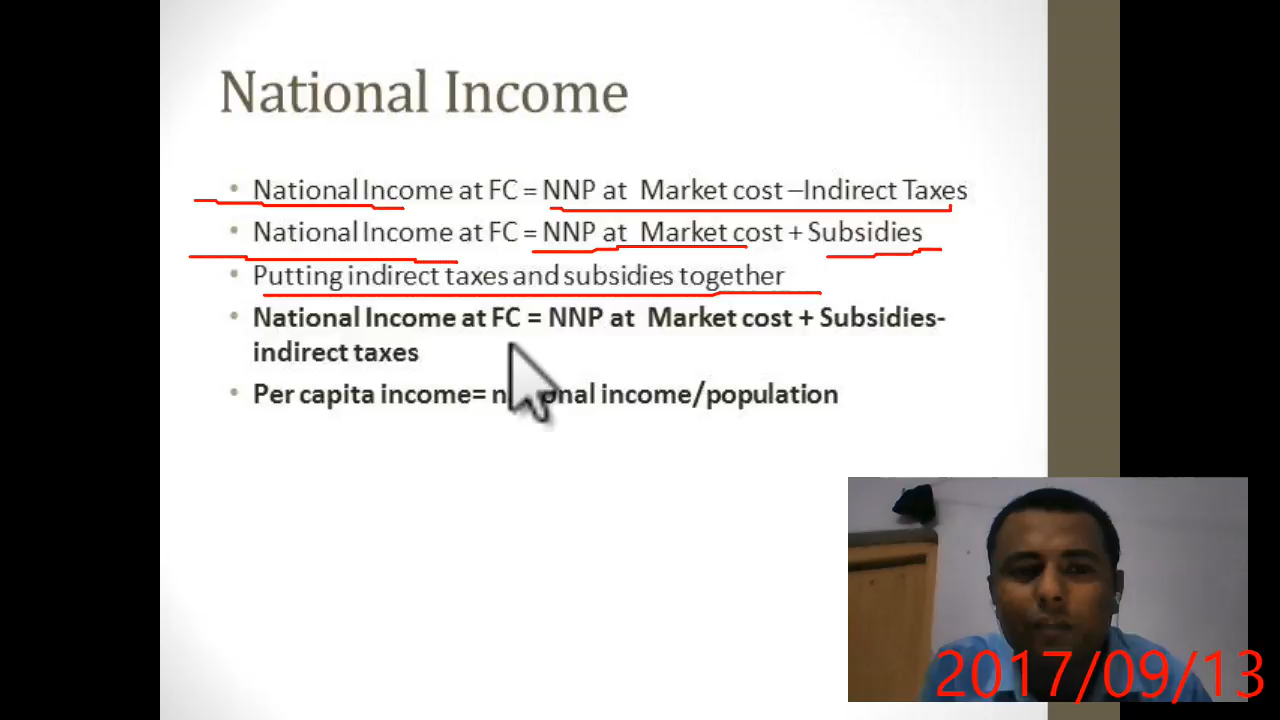 National Income
• National Income at FC = NNP at Market cost –Indirect Taxes
• National Income at FC = NNP at Market cost + Subsidies
• Putting indirect taxes and subsidies together
• National Income at FC = NNP at Market cost + Subsidies-
indirect taxes
• Per capita income= national income/population
2017/09/13